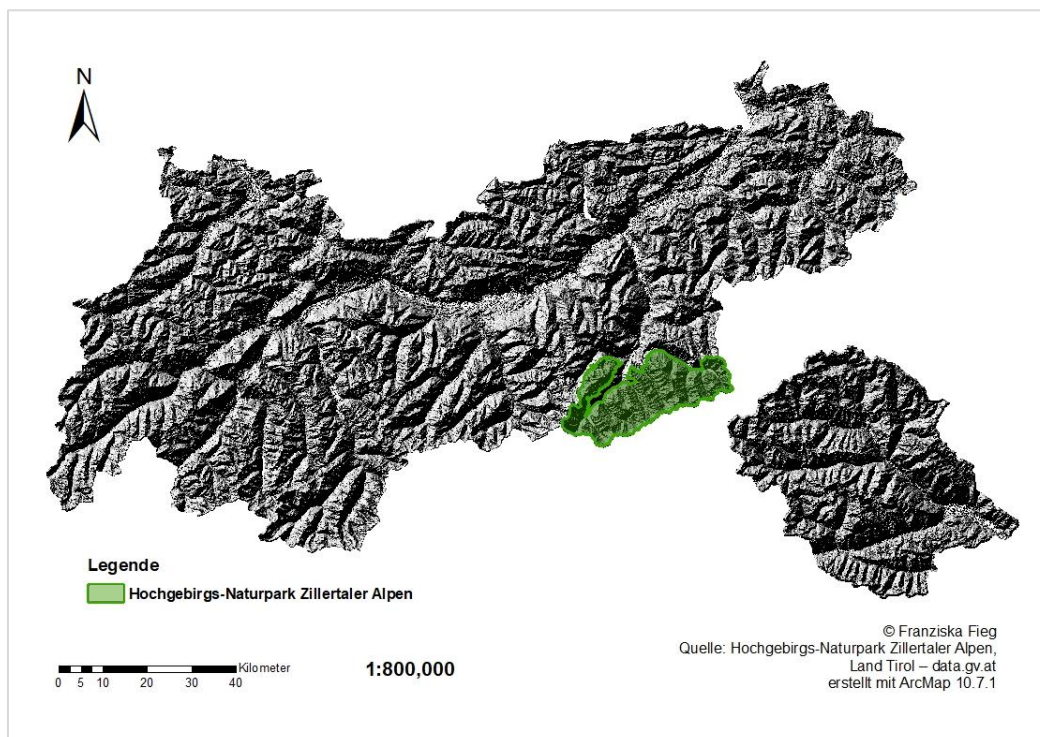 N
Legende
Hochgebirgs-Naturpark Zillertaler Alpen
Kilometer
0 5 10 20 30 40
1:800,000
© Franziska Fieg
Quelle: Hochgebirgs-Naturpark Zillertaler Alpen,
Land Tirol – data.gv.at
erstellt mit ArcMap 10.7.1